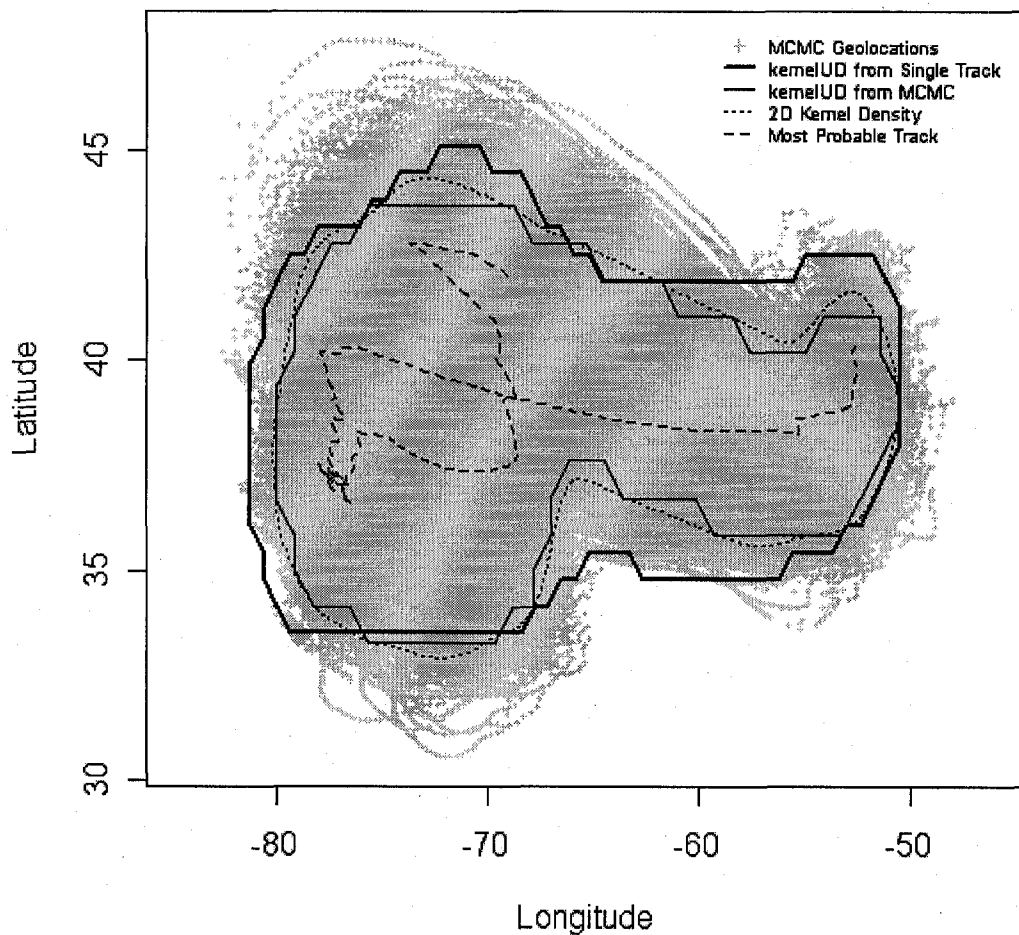 MCMC Geolocations
kernelUD from Single Track
kernelUD from MCMC
2D Kernel Density
Most Probable Track
45
40
35
30
Latitude
-80
-70
-60
-50
Longitude